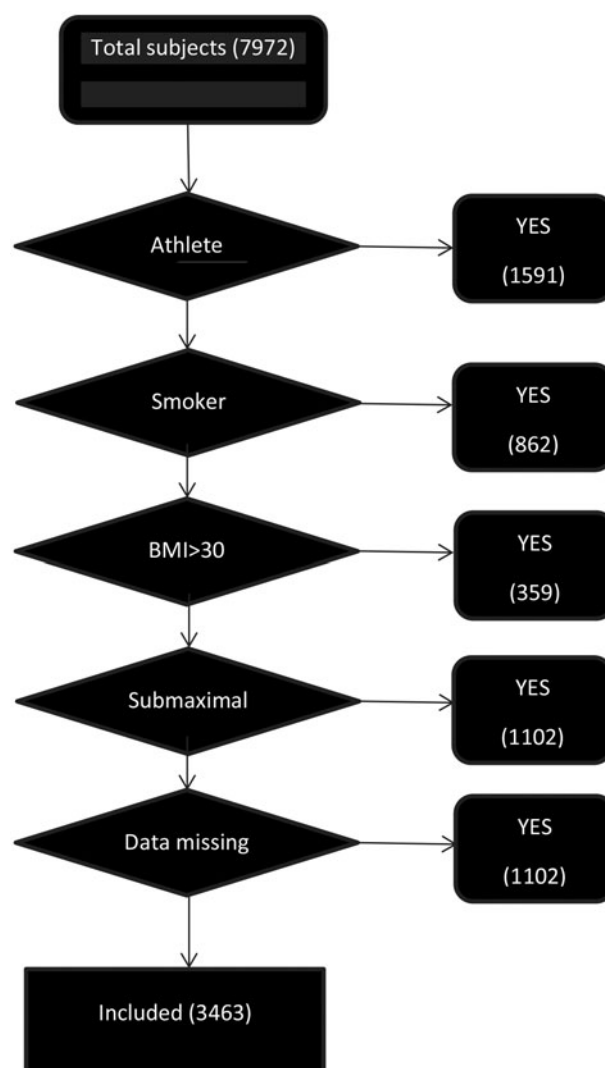 Total subjects (7972)
Athlete
YES
(1591)
Smoker
YES
(862)
BMI>30
YES
(359)
Submaximal
YES
(1102)
Data missing
YES
(1102)
Included (3463)